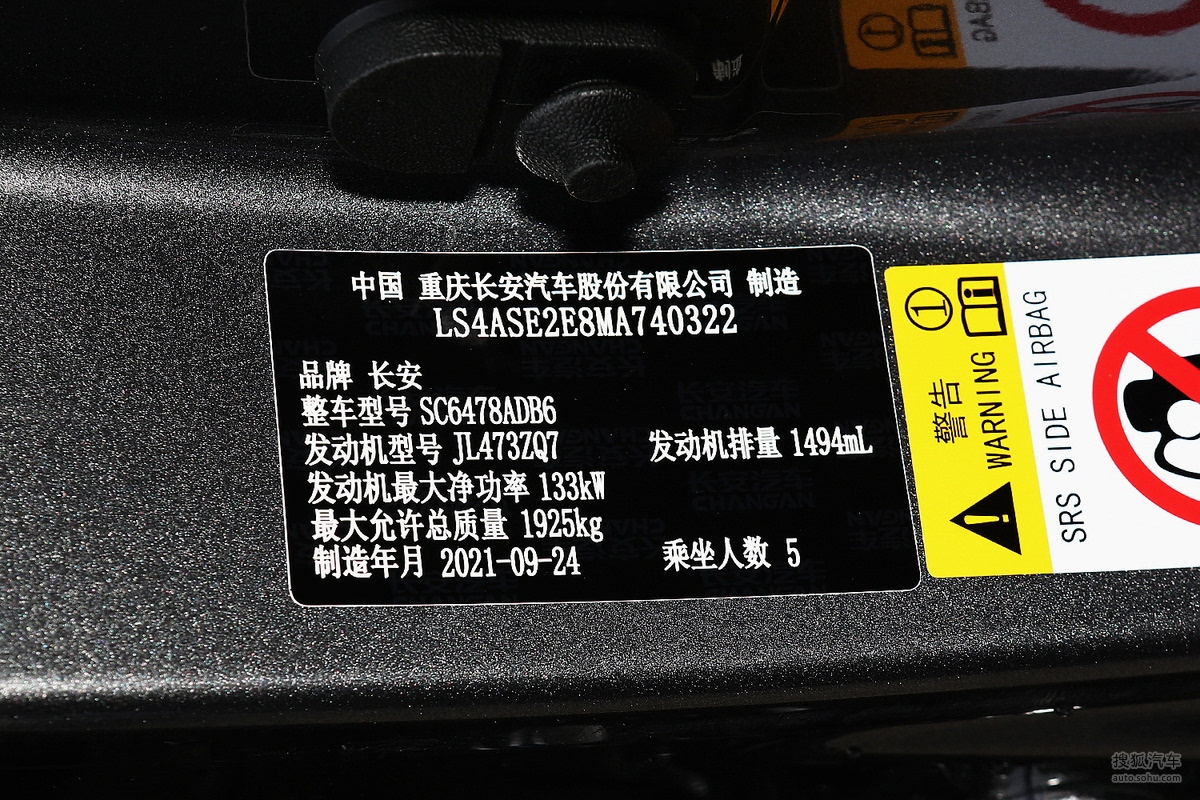 中国 重庆长安汽车股份有限公司 制造
LS4ASE2E8MA740322
品牌 长安
整车型号 SC6478ADB6
发动机型号 JL473ZQ7 发动机排量 1494mL
发动机最大净功率 133kW
最大允许总质量 1925kg
制造年月 2021-09-24 乘坐人数 5
警告
WARNING
SRS SIDE AIRBAG
搜狐汽车
auto.sohu.com